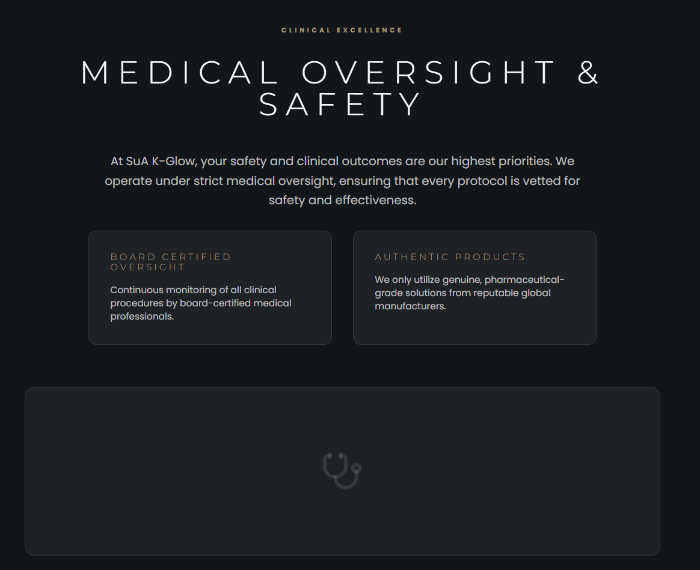 CLINICAL EXCELLENCE
MEDICAL OVERSIGHT &
SAFETY
At SuA K-Glow, your safety and clinical outcomes are our highest priorities. We
operate under strict medical oversight, ensuring that every protocol is vetted for
safety and effectiveness.
BOARD CERTIFIED
OVERSIGHT
Continuous monitoring of all clinical
procedures by board-certified medical
professionals.
AUTHENTIC PRODUCTS
We only utilize genuine, pharmaceutical-
grade solutions from reputable global
manufacturers.